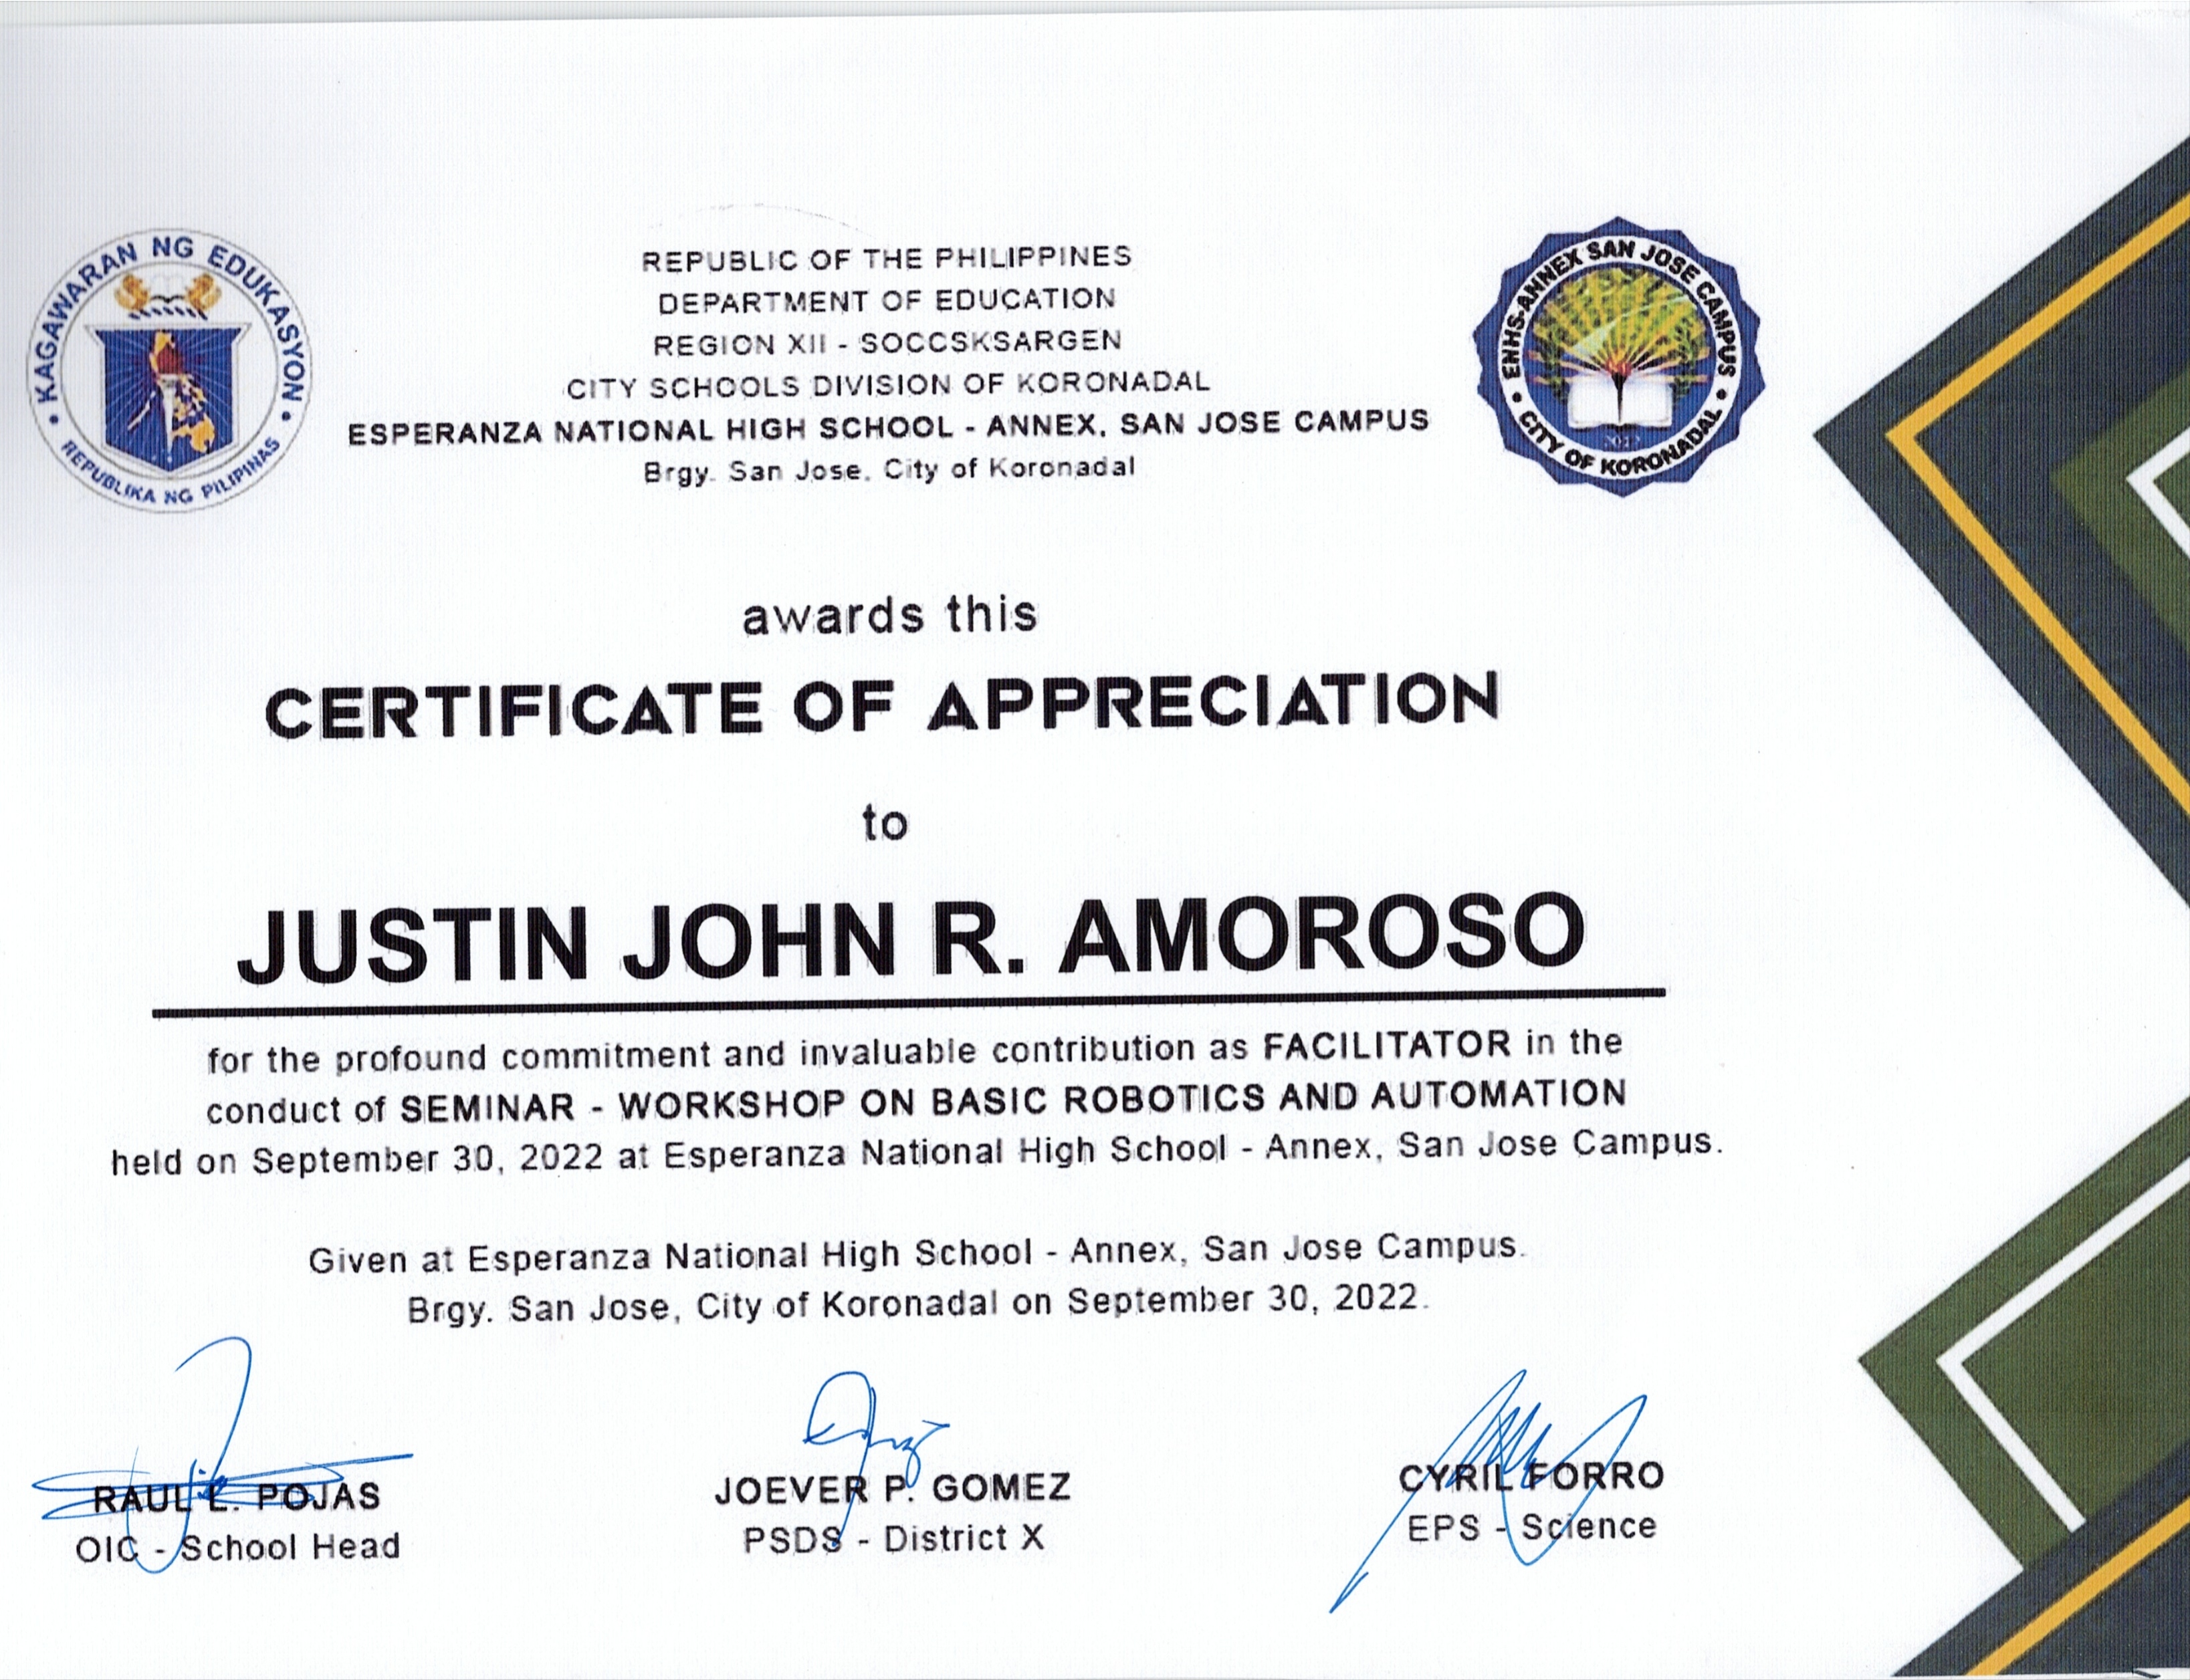 KAGAWARAN NG EDUKASYON
REPUBLIKA NG PILIPINAS
REPUBLIC OF THE PHILIPPINES
DEPARTMENT OF EDUCATION
REGION XII - SOCCSKSARGEN
CITY SCHOOLS DIVISION OF KORONADAL
ESPERANZA NATIONAL HIGH SCHOOL - ANNEX, SAN JOSE CAMPUS
Brgy. San Jose, City of Koronadal
ENHS-ANNEX SAN JOSE CAMPUS
CITY OF KORONADAL
awards this
CERTIFICATE OF APPRECIATION
to
JUSTIN JOHN R. AMOROSO
for the profound commitment and invaluable contribution as FACILITATOR in the
conduct of SEMINAR - WORKSHOP ON BASIC ROBOTICS AND AUTOMATION
held on September 30, 2022 at Esperanza National High School - Annex, San Jose Campus.
Given at Esperanza National High School - Annex, San Jose Campus.
Brgy. San Jose, City of Koronadal on September 30, 2022.
RAUL L. POJAS
OIC - School Head
JOEVER P. GOMEZ
PSDS - District X
CYRIL FORRO
EPS - Science